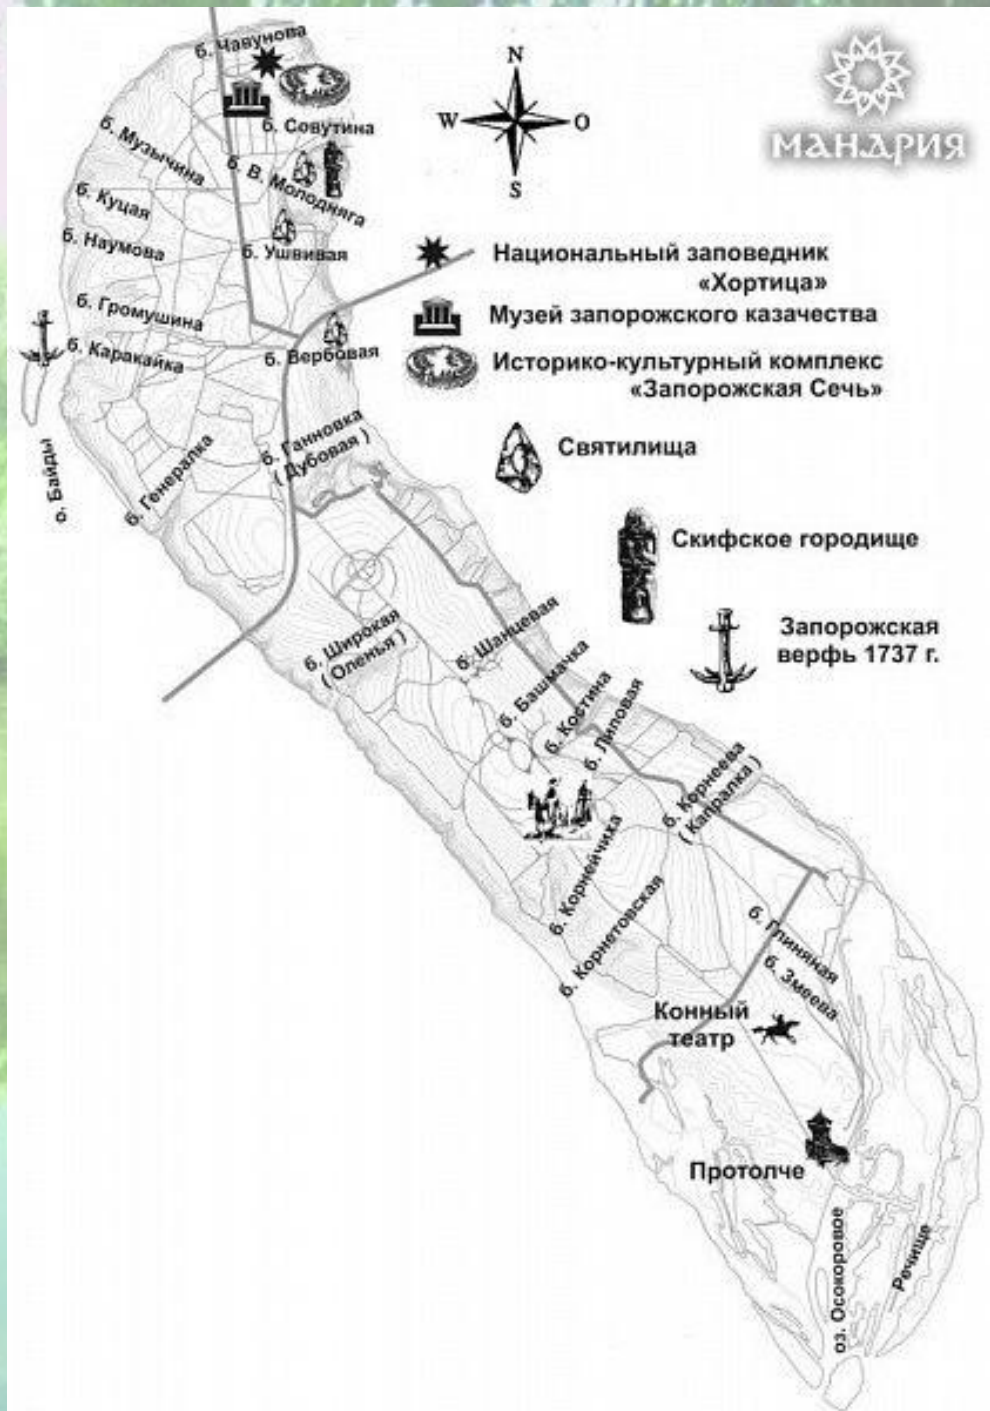 б. Чавунова
N
W
O
S
МАНДРИЯ
б. Совутина
б. Музычина
б. В. Молодняга
б. Куцая
б. Наумова
б. Ушвивая
Национальный заповедник
«Хортица»
б. Громушина
Музей запорожского казачества
б. Каракайка
б. Вербовая
Историко-культурный комплекс
«Запорожская Сечь»
б. Ганновка
( Дубовая )
Святилища
о. Байды
б. Генералка
Скифское городище
б. Широкая
( Оленья )
б. Шанцевая
Запорожская
верфь 1737 г.
б. Башмачка
б. Костина
б. Липовая
б. Корнеева
( Капралка )
б. Корнейчиха
б. Корнетовская
б. Глиняная
б. Змеева
Конный
театр
Протолче
оз. Осокоровое
Речище